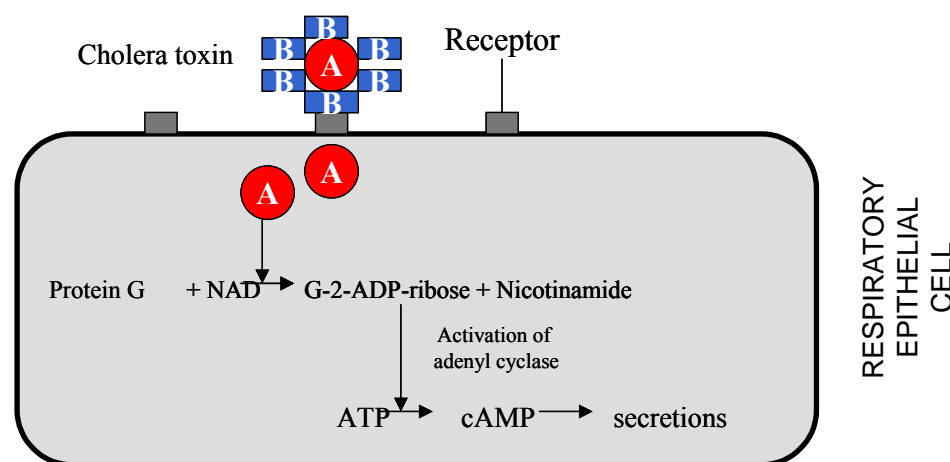 Cholera toxin
Receptor
B
B
B
A
B
B
B
A
A
Protein G + NAD G-2-ADP-ribose + Nicotinamide
Activation of
adenyl cyclase
ATP cAMP secretions
RESPIRATORY
EPITHELIAL
CELL